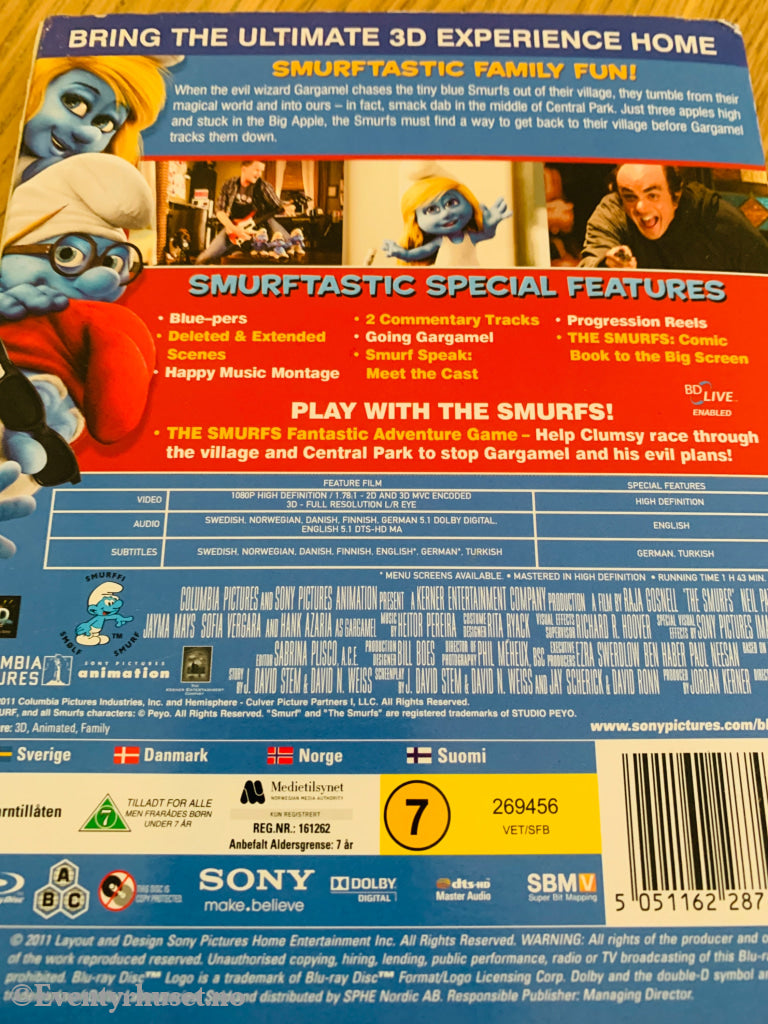 BRING THE ULTIMATE 3D EXPERIENCE HOME
SMURFTASTIC FAMILY FUN!
When the evil wizard Gargamel chases the tiny blue Smurfs out of their village, they tumble from their
magical world and into ours – in fact, smack dab in the middle of Central Park. Just three apples high
and stuck in the Big Apple, the Smurfs must find a way to get back to their village before Gargamel
tracks them down.
SMURFTASTIC SPECIAL FEATURES
• Blue–pers
• Deleted & Extended
Scenes
• Happy Music Montage
• 2 Commentary Tracks
• Going Gargamel
• Smurf Speak:
Meet the Cast
• Progression Reels
• THE SMURFS: Comic
Book to the Big Screen
BD LIVE™
ENABLED
PLAY WITH THE SMURFS!
• THE SMURFS Fantastic Adventure Game – Help Clumsy race through
the village and Central Park to stop Gargamel and his evil plans!
FEATURE FILM SPECIAL FEATURES
VIDEO 1080P HIGH DEFINITION / 1.78:1 - 2D AND 3D MVC ENCODED
3D - FULL RESOLUTION L/R EYE HIGH DEFINITION
AUDIO SWEDISH, NORWEGIAN, DANISH, FINNISH, GERMAN 5.1 DOLBY DIGITAL,
ENGLISH 5.1 DTS-HD MA ENGLISH
SUBTITLES SWEDISH, NORWEGIAN, DANISH, FINNISH, ENGLISH*, GERMAN*, TURKISH GERMAN, TURKISH
* MENU SCREENS AVAILABLE. • MASTERED IN HIGH DEFINITION • RUNNING TIME 1 H 43 MIN.
SMURFFI
SMØLF SMURF
TM
COLUMBIA PICTURES AND SONY PICTURES ANIMATION PRESENT A KERNER ENTERTAINMENT COMPANY PRODUCTION A FILM BY RAJA GOSNELL "THE SMURFS" NEIL
JAYMA MAYS SOFIA VERGARA AND HANK AZARIA AS GARGAMEL MUSIC BY HEITOR PEREIRA COSTUME DESIGNER RITA RYACK VISUAL EFFECTS SUPERVISOR RICHARD R. HOOVER SPECIAL VISUAL EFFECTS BY SONY PICTURES
EDITOR SABRINA PLISCO, A.C.E. PRODUCTION DESIGNER BILL BOES DIRECTOR OF PHOTOGRAPHY PHIL MÉHEUX, BSC EXECUTIVE PRODUCERS EZRA SWERDLOW BEN HABER PAUL NEESAN BASED ON
STORY BY J. DAVID STEM & DAVID N. WEISS SCREENPLAY BY J. DAVID STEM & DAVID N. WEISS AND JAY SCHERICK & DAVID RONN PRODUCED BY JORDAN KERNER
SONY PICTURES
animation
THE KERNER ENTERTAINMENT
COMPANY
2011 Columbia Pictures Industries, Inc. and Hemisphere - Culver Picture Partners I, LLC. All Rights Reserved.
and all Smurfs characters: © Peyo. All Rights Reserved. "Smurf" and "The Smurfs" are registered trademarks of STUDIO PEYO.
3D, Animated, Family
www.sonypictures.com/
Sverige Danmark Norge Suomi
7
TILLADT FOR ALLE
MEN FRARÅDES BØRN
UNDER 7 ÅR
Medietilsynet
NORWEGIAN MEDIA AUTHORITY
KUN REGISTRERT
REG.NR.: 161262
Anbefalt Aldersgrense: 7 år
7
269456
VET/SFB
A
B C
THIS DISC IS
COPY PROTECTED
SONY
make.believe
DOLBY
DIGITAL
dts-HD
Master Audio
SBMV
Super Bit Mapping
5 051162 287
© 2011 Layout and Design Sony Pictures Home Entertainment Inc. All Rights Reserved. WARNING: All rights of the producer and
of the work reproduced reserved. Unauthorised copying, hiring, lending, public performance, radio or TV broadcasting of this
prohibited. Blu-ray Disc™ Logo is a trademark of Blu-ray Disc™ Format/Logo Licensing Corp. Dolby and the double-D symbol
and distributed by SPHE Nordic AB. Responsible Publisher: Managing Director.
©Eventyrhuset.no